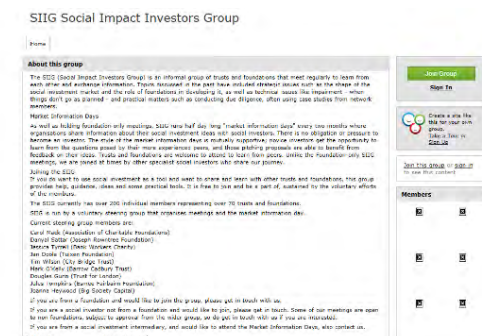 SIIG Social Impact Investors Group
Home
About this group
The SIIG (Social Impact Investors Group) is an informal group of trusts and foundations that meet regularly to learn from
each other and exchange information. Topics discussed in the past have included strategic issues such as the shape of the
social investment market and the role of foundations in developing it, as well as technical issues like impairment - when
things don't go as planned - and practical matters such as conducting due diligence, often using case studies from network
members.
Market Information Days
As well as holding foundation only meetings, SIIG runs half day long "market information days" every two months where
organisations share information about their social investment ideas with social investors. There is no obligation or pressure to
become an investor. The style of the market information days is mutually supportive; novice investors get the opportunity to
learn from the questions posed by their more experienced peers, and those pitching proposals are able to benefit from
feedback on their ideas. Trusts and foundations are welcome to attend to learn from peers. Unlike the Foundation only SIIG
meetings, we are joined at times by other specialist social investors who share our journey.
Joining the SIIG
If you do want to use social investment as a tool and want to share and learn with other trusts and foundations, this group
provides help, guidance, ideas and some practical tools. It is free to join and be a part of, sustained by the voluntary efforts
of the members.
The SIIG currently has over 200 individual members representing over 70 trusts and foundations.
SIIG is run by a voluntary steering group that organises meetings and the market information day.
Current steering group members are:
Carol Mack (Association of Charitable Foundations)
Danyal Sattar (Joseph Rowntree Foundation)
Jessica Tyrrell (Bank Workers Charity)
Jen (Foundation)
Tim Wilson (City Bridge Trust)
Mark O'Kelly (Barrow Cadbury Trust)
Douglas Gunn (Trust for London)
Jules Tompkins (Esmee Fairbairn Foundation)
Joanne Heywood (Big Society Capital)
If you are from a foundation and would like to join the group, please get in touch with us.
If you are a social investor not from a foundation and would like to join, please get in touch. Some of our meetings are open
to non foundations, subject to approval from the wider group, so do get in touch with us if you are interested.
If you are from a social investment intermediary, and would like to attend the Market Information Days, also contact us.
Join Group
Sign In
Create a site like
this for your own
group.
Take a Tour or
Sign Up
Join this group or sign in
to see this content
Members